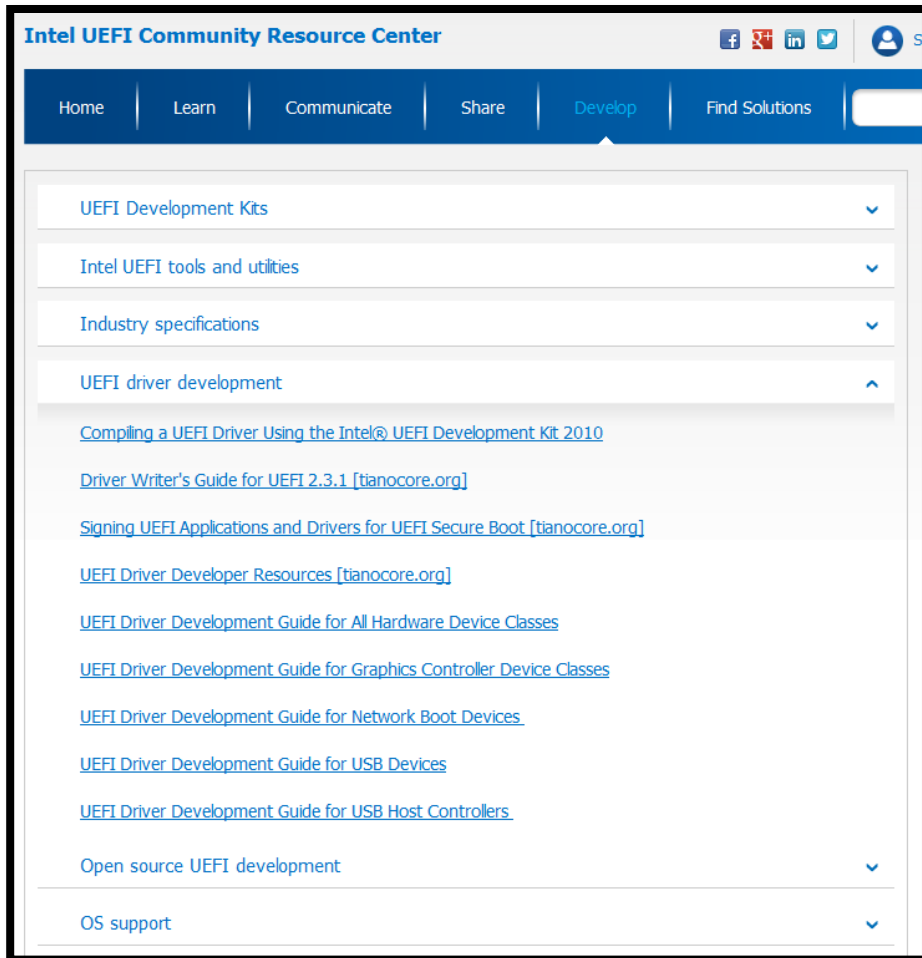 Intel UEFI Community Resource Center
S
Home Learn Communicate Share Develop Find Solutions
UEFI Development Kits
Intel UEFI tools and utilities
Industry specifications
UEFI driver development
Compiling a UEFI Driver Using the Intel® UEFI Development Kit 2010
Driver Writer's Guide for UEFI 2.3.1 [tianocore.org]
Signing UEFI Applications and Drivers for UEFI Secure Boot [tianocore.org]
UEFI Driver Developer Resources [tianocore.org]
UEFI Driver Development Guide for All Hardware Device Classes
UEFI Driver Development Guide for Graphics Controller Device Classes
UEFI Driver Development Guide for Network Boot Devices
UEFI Driver Development Guide for USB Devices
UEFI Driver Development Guide for USB Host Controllers
Open source UEFI development
OS support